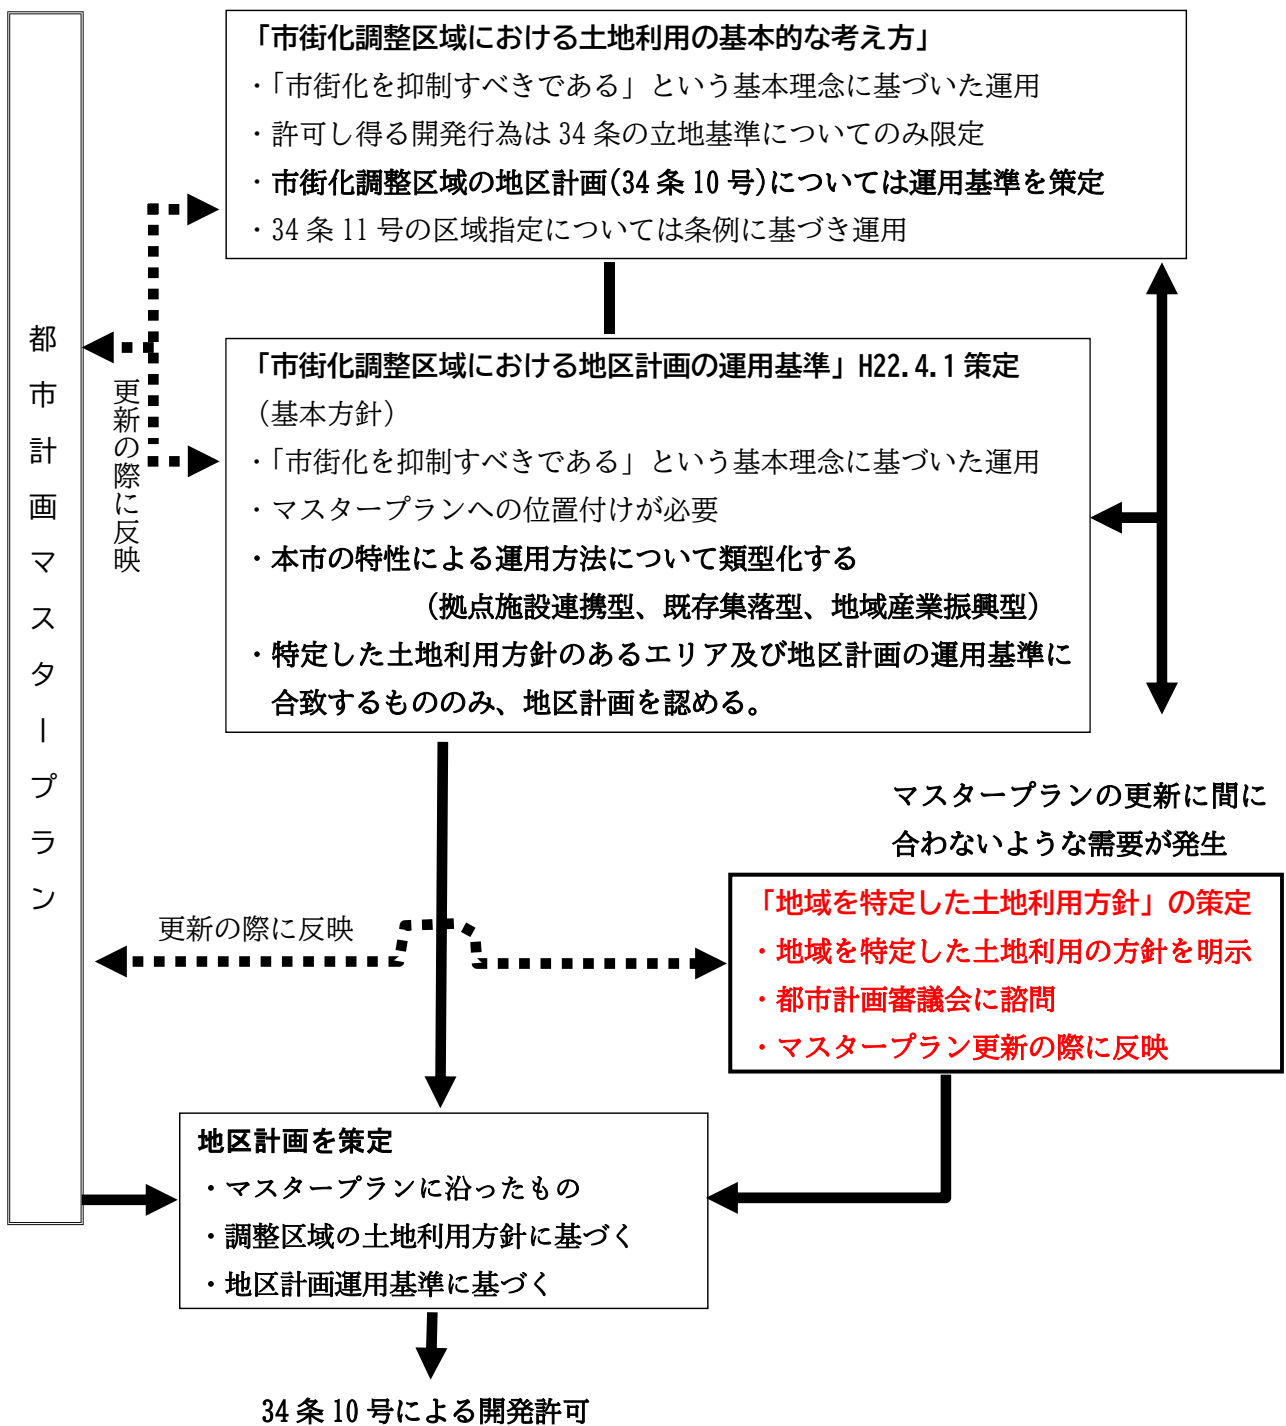 都市計画マスタープラン
「市街化調整区域における土地利用の基本的な考え方」
・「市街化を抑制すべきである」という基本理念に基づいた運用
・許可し得る開発行為は 34 条の立地基準についてのみ限定
・市街化調整区域の地区計画(34 条 10 号)については運用基準を策定
・34 条 11 号の区域指定については条例に基づき運用
更新の際に反映
「市街化調整区域における地区計画の運用基準」H22.4.1 策定
（基本方針）
・「市街化を抑制すべきである」という基本理念に基づいた運用
・マスタープランへの位置付けが必要
・本市の特性による運用方法について類型化する
（拠点施設連携型、既存集落型、地域産業振興型）
・特定した土地利用方針のあるエリア及び地区計画の運用基準に
合致するもののみ、地区計画を認める。
マスタープランの更新に間に
合わないような需要が発生
更新の際に反映
「地域を特定した土地利用方針」の策定
・地域を特定した土地利用の方針を明示
・都市計画審議会に諮問
・マスタープラン更新の際に反映
地区計画を策定
・マスタープランに沿ったもの
・調整区域の土地利用方針に基づく
・地区計画運用基準に基づく
34 条 10 号による開発許可